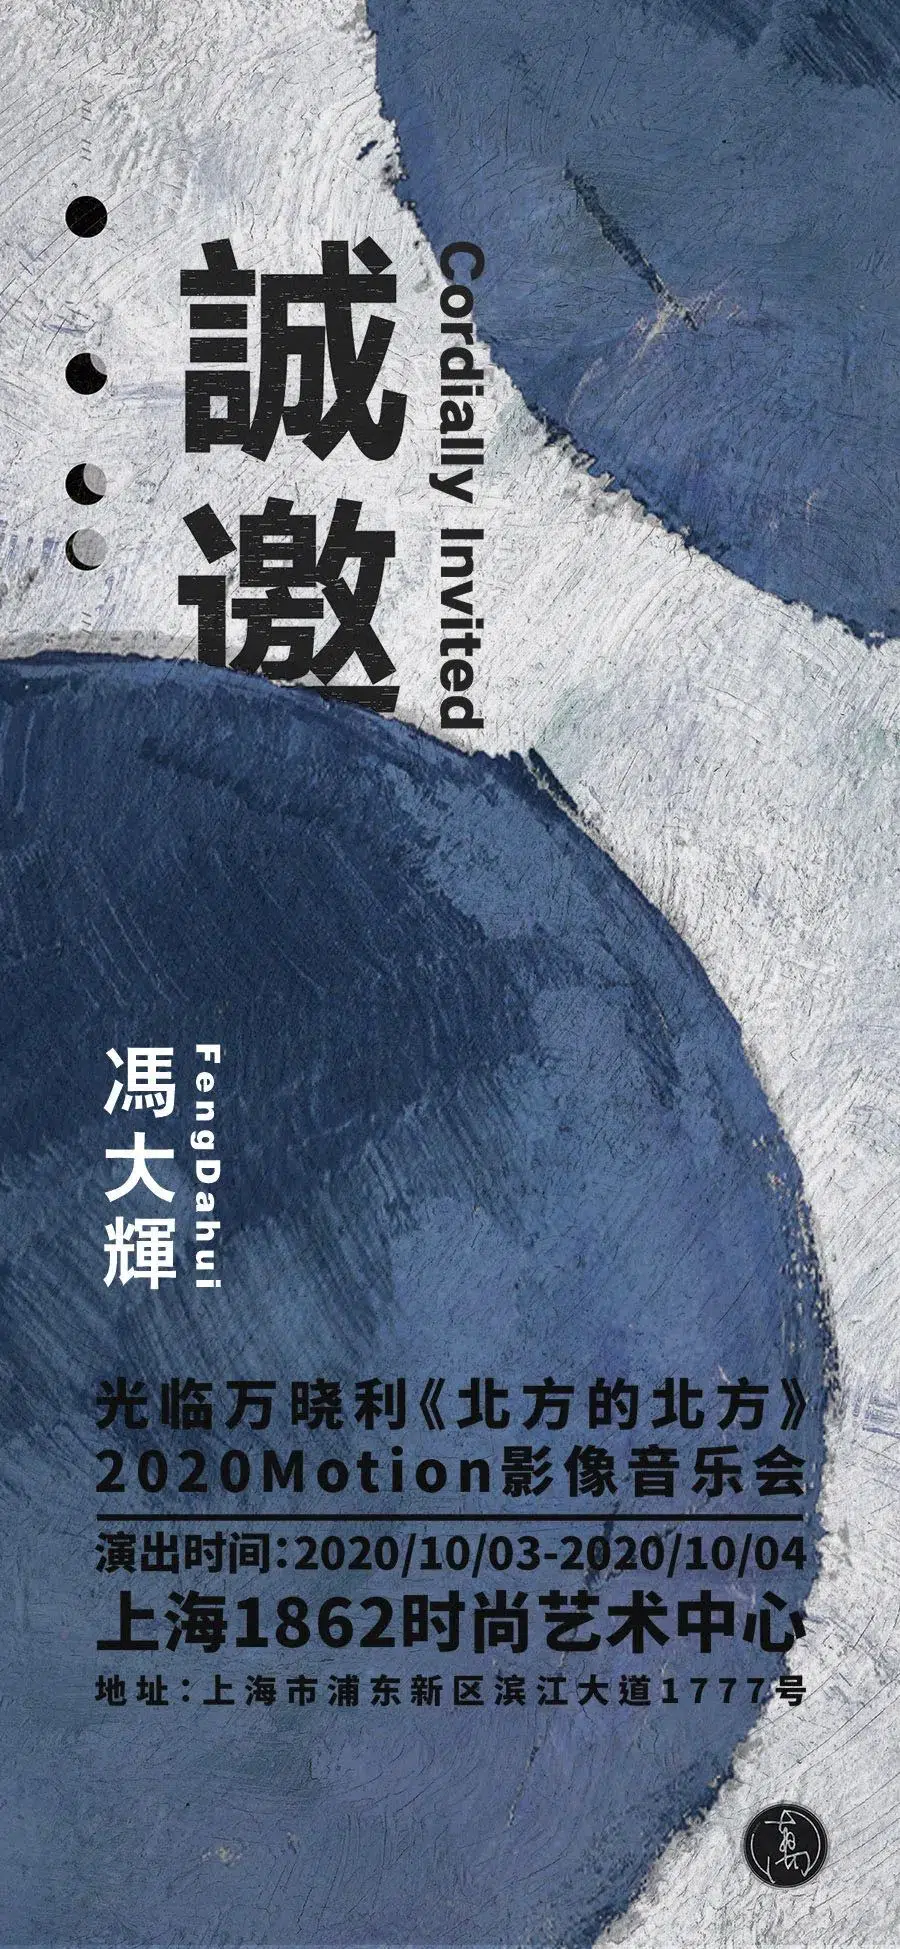 誠邀
Cordially Invited
馮大輝
FengDahui
光临万晓利《北方的北方》
2020Motion影像音乐会
演出时间:2020/10/03-2020/10/04
上海1862时尚艺术中心
地址:上海市浦东新区滨江大道1777号